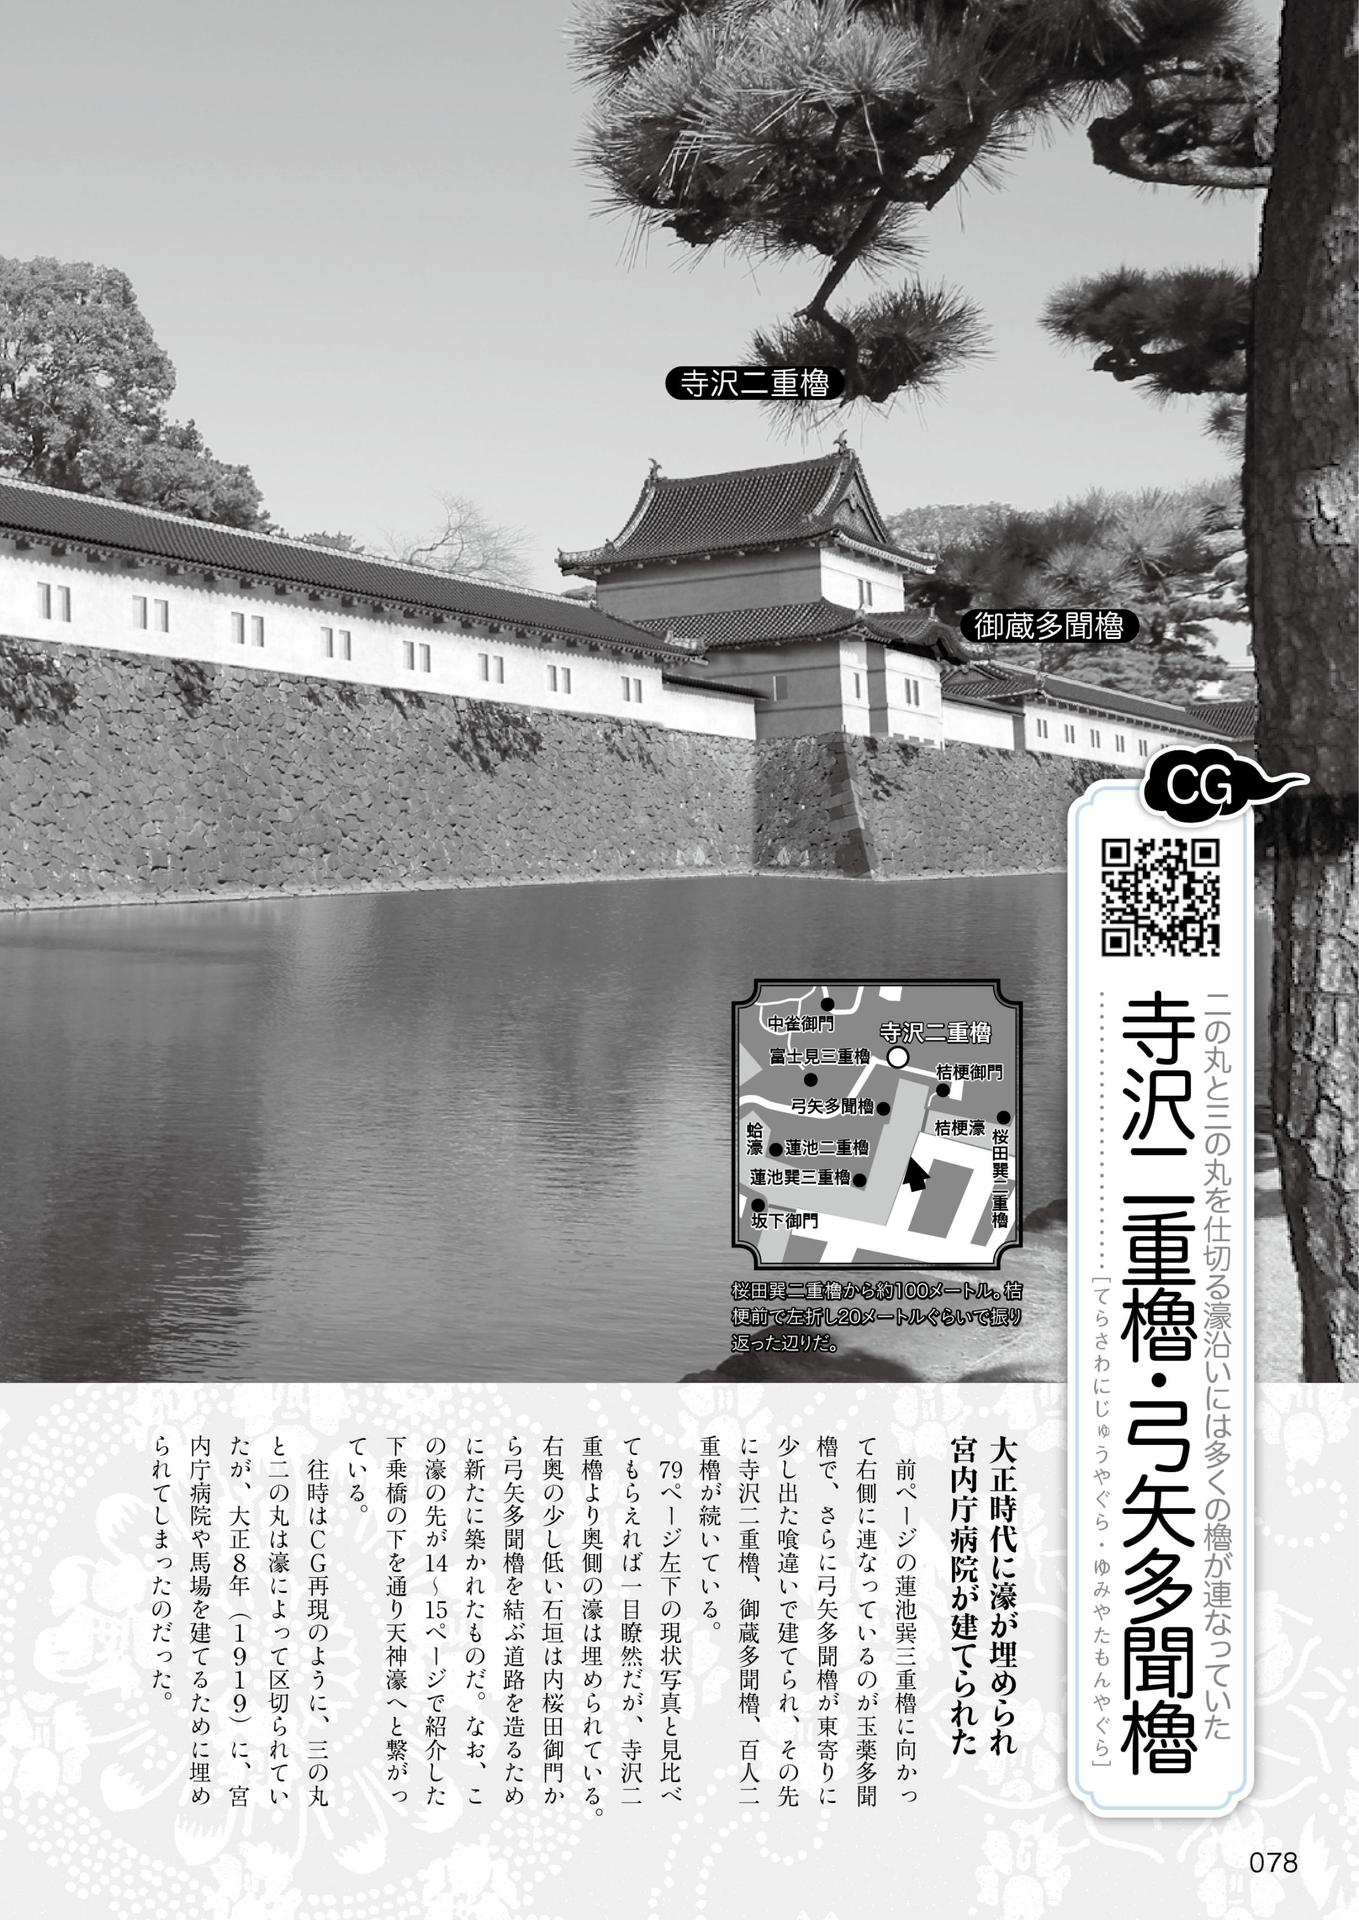 寺沢二重櫓
御蔵多聞櫓
CG
二の丸と三の丸を仕切る濠沿いには多くの櫓が連なっていた
寺沢二重櫓・弓矢多聞櫓
[てらさわにじゅうやぐら・ゆみやたもんやぐら]
中雀御門
寺沢二重櫓
富士見三重櫓
桔梗御門
弓矢多聞櫓
桔梗濠
蛤濠
蓮池二重櫓
桜田巽二重櫓
蓮池巽三重櫓
坂下御門
桜田巽二重櫓から約100メートル。桔
梗前で左折し20メートルぐらいで振り
返った辺りだ。
大正時代に濠が埋められ
宮内庁病院が建てられた
前ページの蓮池巽三重櫓に向かっ
て右側に連なっているのが玉薬多聞
櫓で、さらに弓矢多聞櫓が東寄りに
少し出た喰違いで建てられ、その先
に寺沢二重櫓、御蔵多聞櫓、百人二
重櫓が続いている。
79ページ左下の現状写真と見比べ
てもらえれば一目瞭然だが、寺沢二
重櫓より奥側の濠は埋められている。
右奥の少し低い石垣は内桜田御門か
ら弓矢多聞櫓を結ぶ道路を造るため
に新たに築かれたものだ。なお、こ
の濠の先が14〜15ページで紹介した
下乗橋の下を通り天神濠へと繋がっ
ている。
往時はCG再現のように、三の丸
と二の丸は濠によって区切られてい
たが、大正8年（1919）に、宮
内庁病院や馬場を建てるために埋め
られてしまったのだった。
078